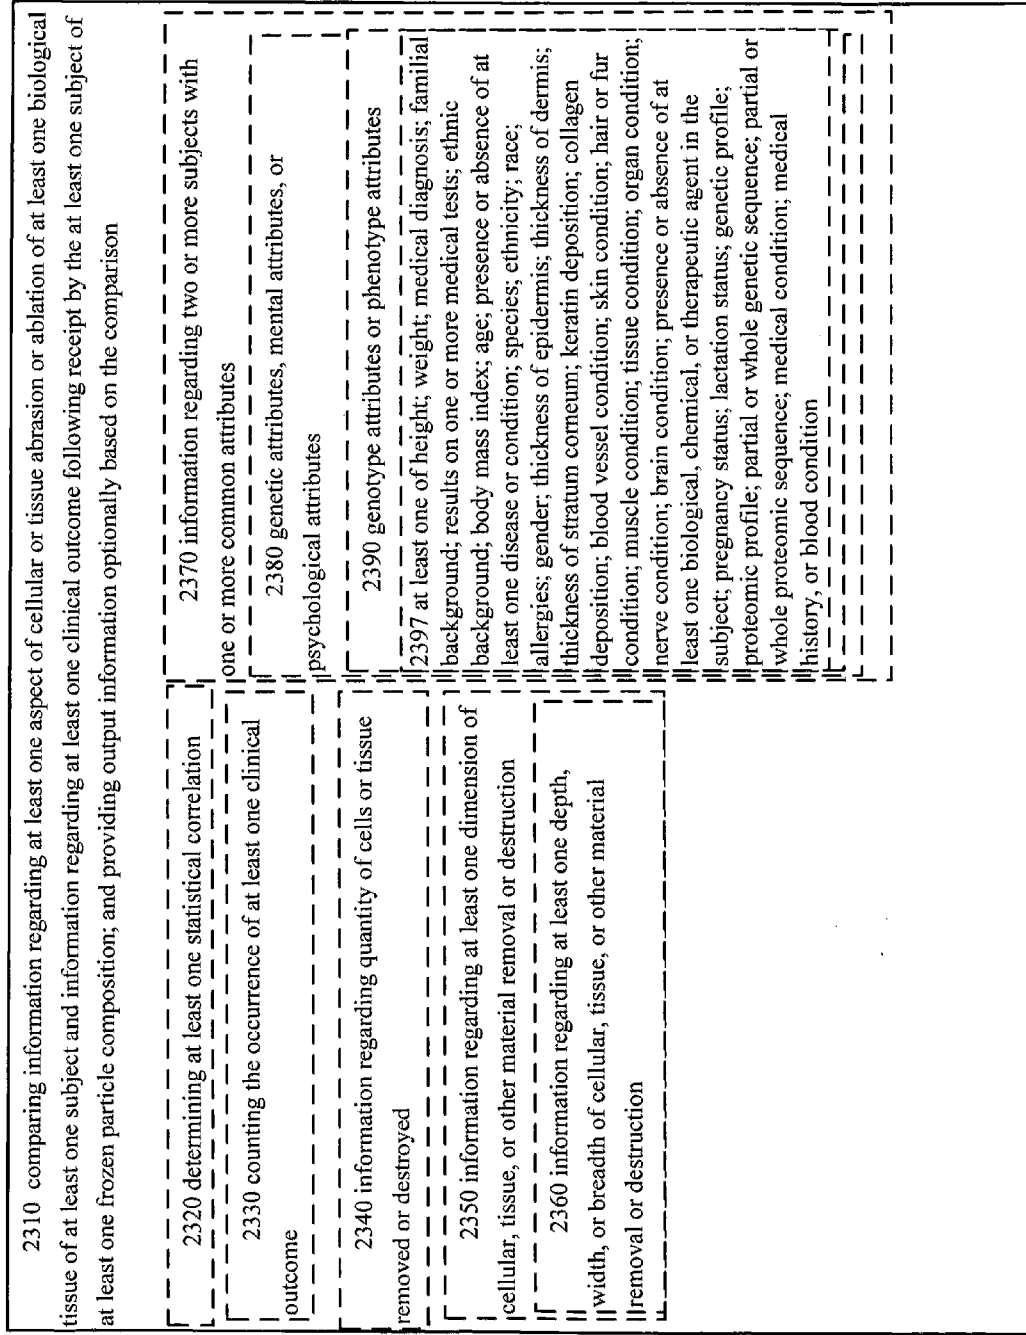 2310 comparing information regarding at least one aspect of cellular or tissue abrasion or ablation of at least one biological
tissue of at least one subject and information regarding at least one clinical outcome following receipt by the at least one subject of
at least one frozen particle composition; and providing output information optionally based on the comparison
2320 determining at least one statistical correlation
2330 counting the occurrence of at least one clinical
outcome
2340 information regarding quantity of cells or tissue
removed or destroyed
2350 information regarding at least one dimension of
cellular, tissue, or other material removal or destruction
2360 information regarding at least one depth,
width, or breadth of cellular, tissue, or other material
removal or destruction
2370 information regarding two or more subjects with
one or more common attributes
2380 genetic attributes, mental attributes, or
psychological attributes
2390 genotype attributes or phenotype attributes
2397 at least one of height; weight; medical diagnosis; familial
background; results on one or more medical tests; ethnic
background; body mass index; age; presence or absence of at
least one disease or condition; species; ethnicity; race;
allergies; gender; thickness of epidermis; thickness of dermis;
thickness of stratum corneum; keratin deposition; collagen
deposition; blood vessel condition; skin condition; hair or fur
condition; muscle condition; tissue condition; organ condition;
nerve condition; brain condition; presence or absence of at
least one biological, chemical, or therapeutic agent in the
subject; pregnancy status; lactation status; genetic profile;
proteomic profile; partial or whole genetic sequence; partial or
whole proteomic sequence; medical condition; medical
history, or blood condition